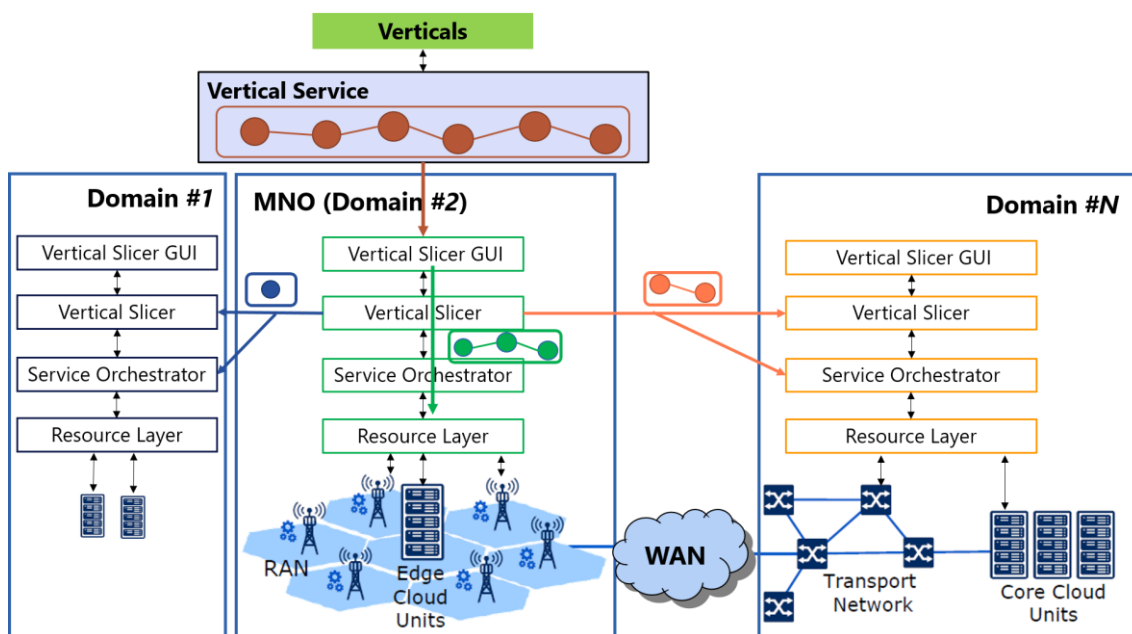 Verticals
Vertical Service
Domain #1
Vertical Slicer GUI
Vertical Slicer
Service Orchestrator
Resource Layer
MNO (Domain #2)
Vertical Slicer GUI
Vertical Slicer
Service Orchestrator
Resource Layer
RAN
Edge
Cloud
Units
WAN
Domain #N
Vertical Slicer GUI
Vertical Slicer
Service Orchestrator
Resource Layer
Transport
Network
Core Cloud
Units